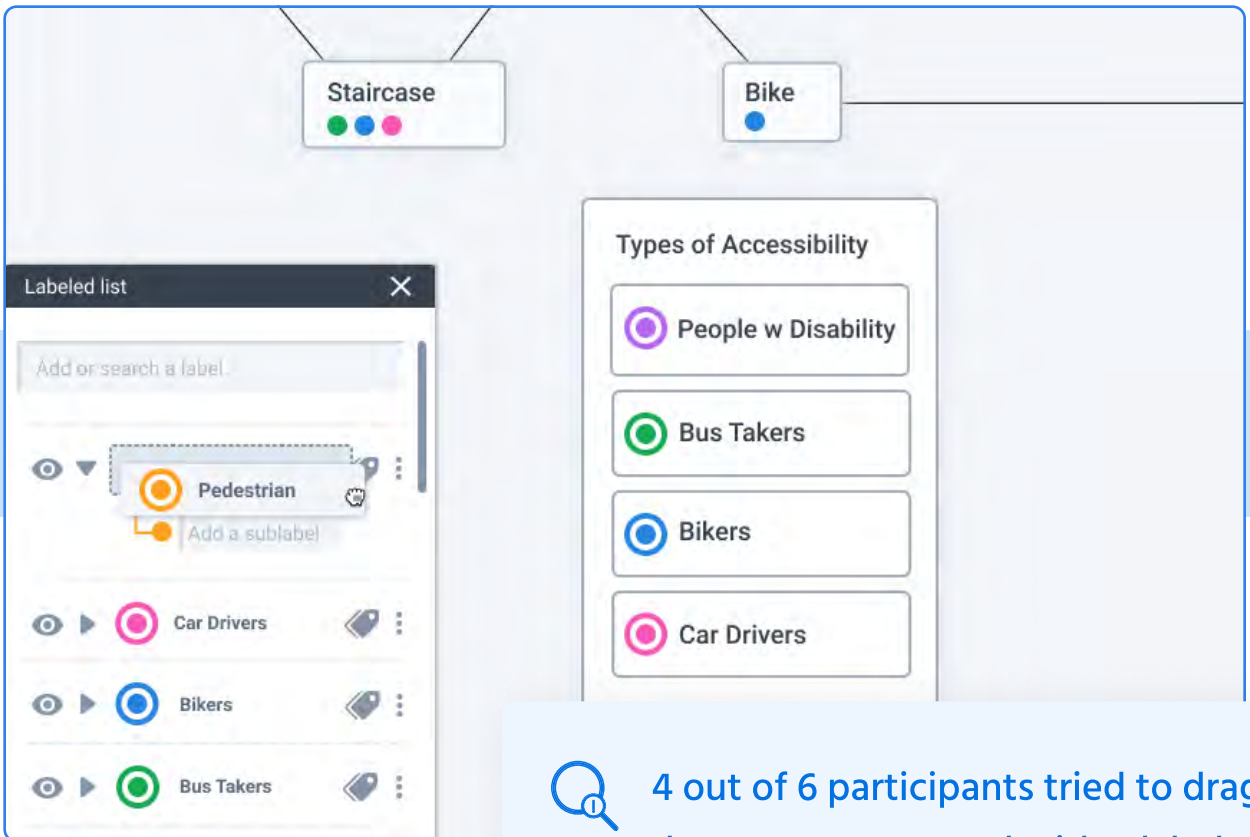 Staircase
Bike
Types of Accessibility
People w Disability
Bus Takers
Bikers
Car Drivers
Labeled list
Add or search a label
Pedestrian
Add a sublabel
Car Drivers
Bikers
Bus Takers
4 out of 6 participants tried to drag